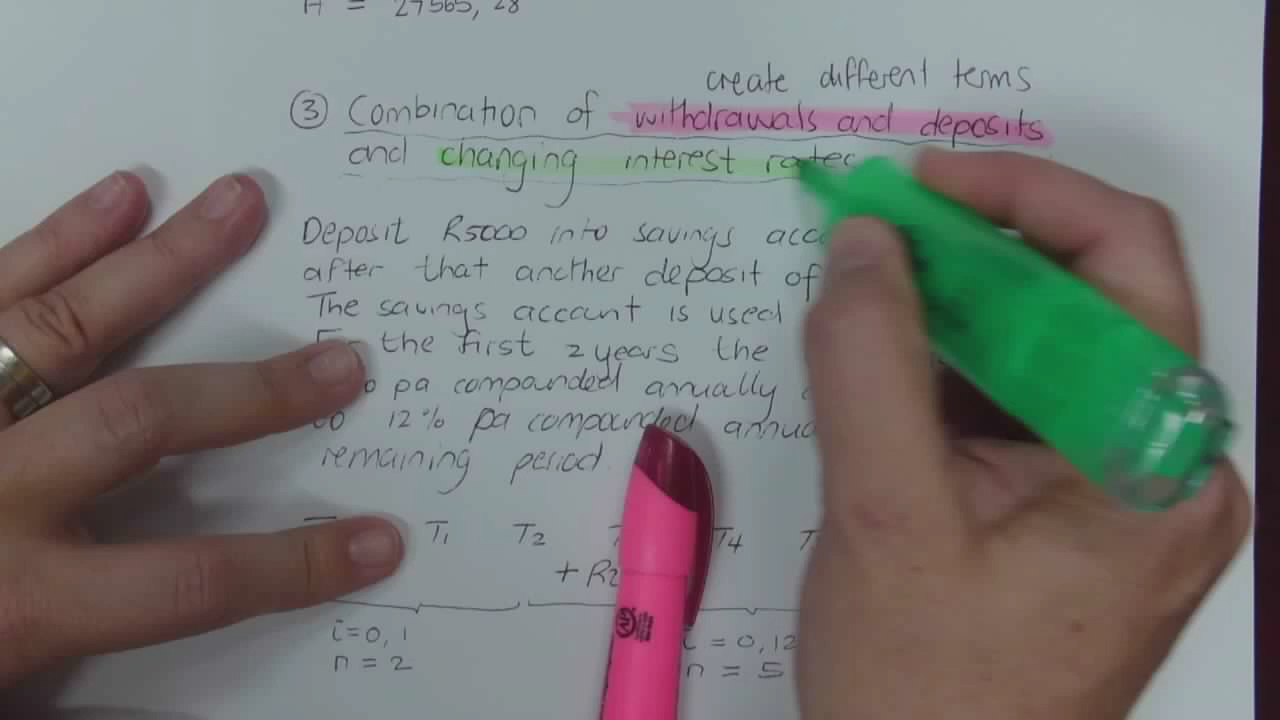 = 27565, 28
create different terms
③ Combination of withdrawals and deposits
and changing interest rates
Deposit R5000 into savings
after that another deposit of
The savings account is used
the first 2 years the
pa compounded annually
12% pa compounded
remaining period.
T1 T2 T4
+ R2
i=0, 1 i = 0, 12
n = 2 n = 5